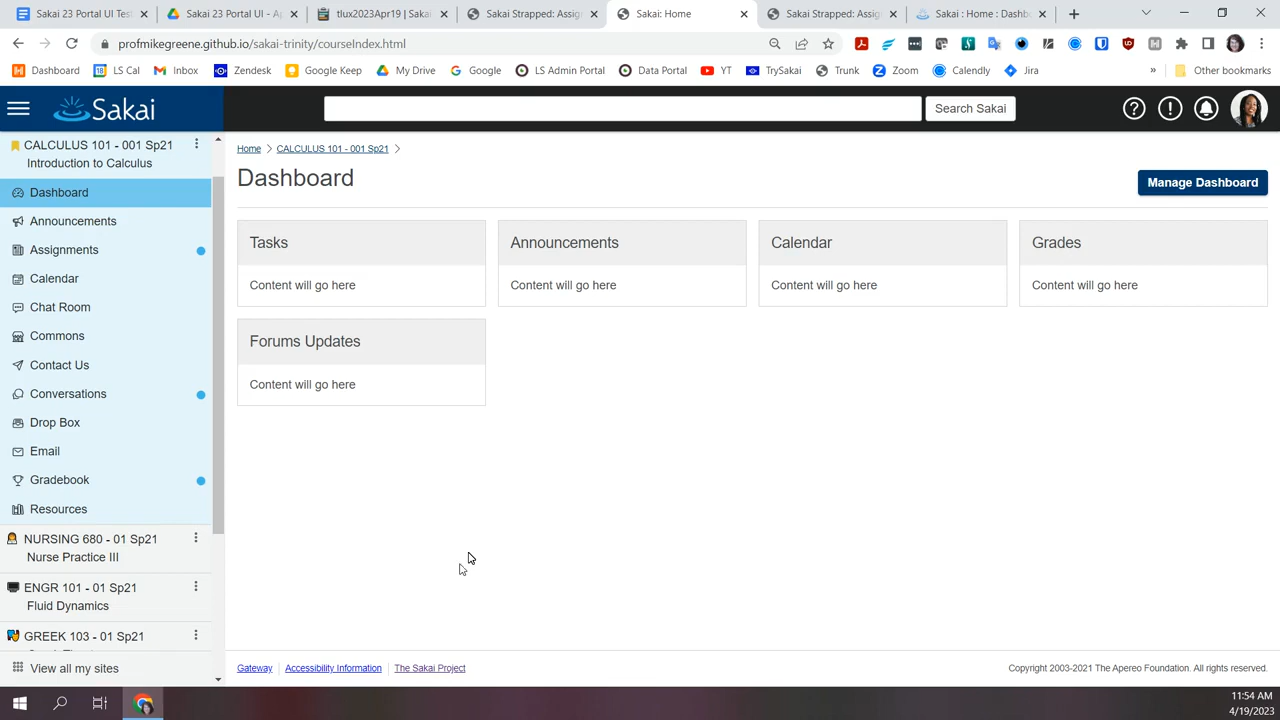 Sakai 23 Portal UI Test
Sakai 23 Portal UI - Ap
tlux2023Apr19 | Sakai
Sakai Strapped: Assign
Sakai: Home
Sakai Strapped: Assign
Sakai : Home : Dashb
profmikegreene.github.io/sakai-trinity/courseIndex.html
Dashboard
LS Cal
Inbox
Zendesk
Google Keep
My Drive
Google
LS Admin Portal
Data Portal
YT
TrySakai
Trunk
Zoom
Calendly
Jira
»
Other bookmarks
Sakai
Search Sakai
CALCULUS 101 - 001 Sp21
Introduction to Calculus
Dashboard
Announcements
Assignments
Calendar
Chat Room
Commons
Contact Us
Conversations
Drop Box
Email
Gradebook
Resources
NURSING 680 - 01 Sp21
Nurse Practice III
ENGR 101 - 01 Sp21
Fluid Dynamics
GREEK 103 - 01 Sp21
View all my sites
Home > CALCULUS 101 - 001 Sp21 >
Dashboard
Manage Dashboard
Tasks
Content will go here
Announcements
Content will go here
Calendar
Content will go here
Grades
Content will go here
Forums Updates
Content will go here
Gateway
Accessibility Information
The Sakai Project
Copyright 2003-2021 The Apereo Foundation. All rights reserved.
11:54 AM
4/19/2023